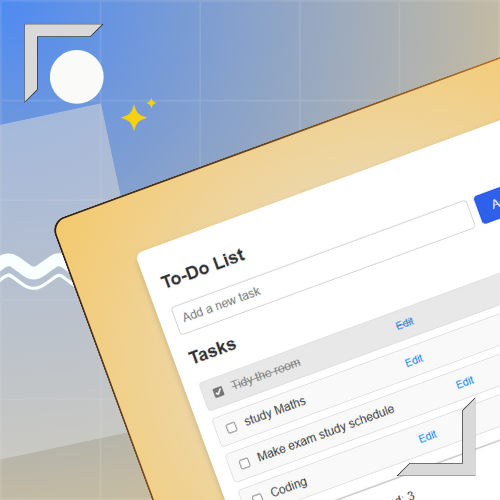 To-Do List
Add a new task
A
Tasks
Tidy the room Edit
study Maths Edit
Make exam study schedule Edit
Coding Edit
: 3